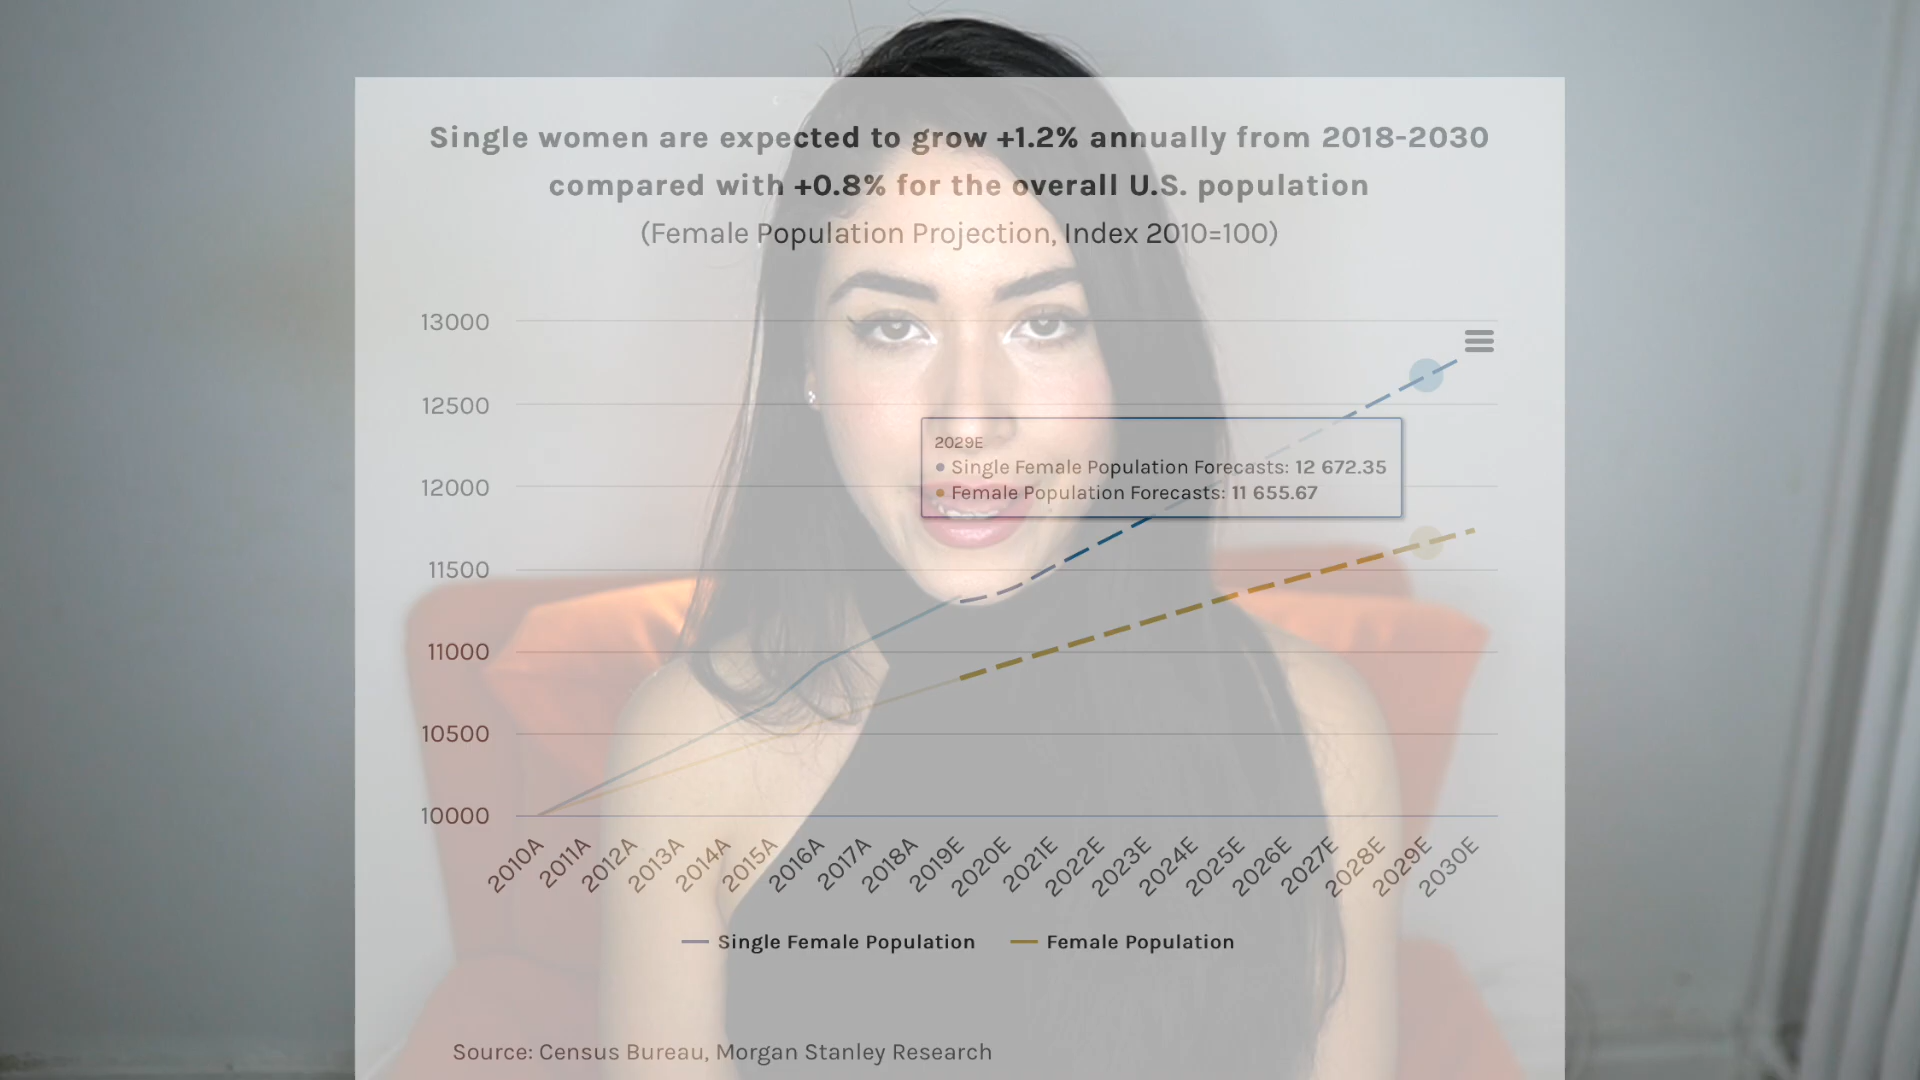 Single women are expected to grow +1.2% annually from 2018-2030
compared with +0.8% for the overall U.S. population
(Female Population Projection, Index 2010=100)
13000
12500
12000
11500
11000
10500
10000
2029E
• Single Female Population Forecasts: 12 672.35
• Female Population Forecasts: 11 655.67
2010A
2011A
2012A
2013A
2014A
2015A
2016A
2017A
2018A
2019E
2020E
2021E
2022E
2023E
2024E
2025E
2026E
2027E
2028E
2029E
2030E
Single Female Population
Female Population
Source: Census Bureau, Morgan Stanley Research